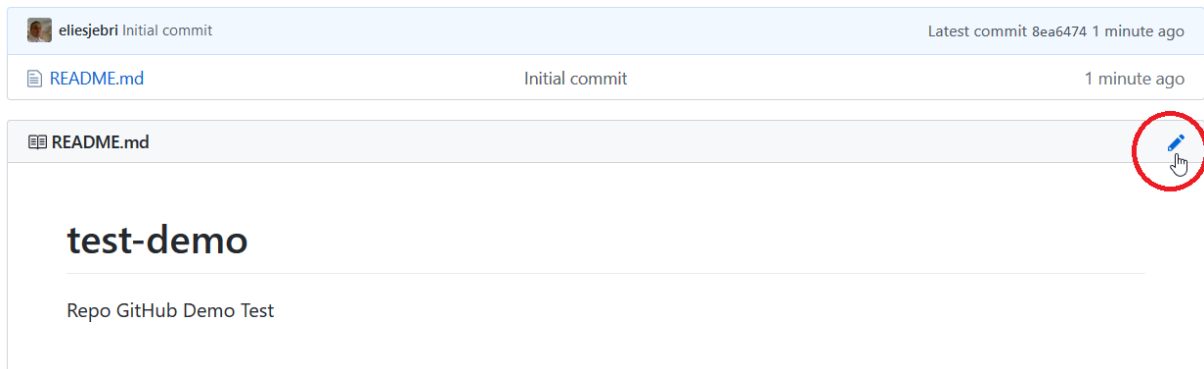 eliesjebri Initial commit Latest commit 8ea6474 1 minute ago
README.md Initial commit 1 minute ago
README.md
test-demo
Repo GitHub Demo Test